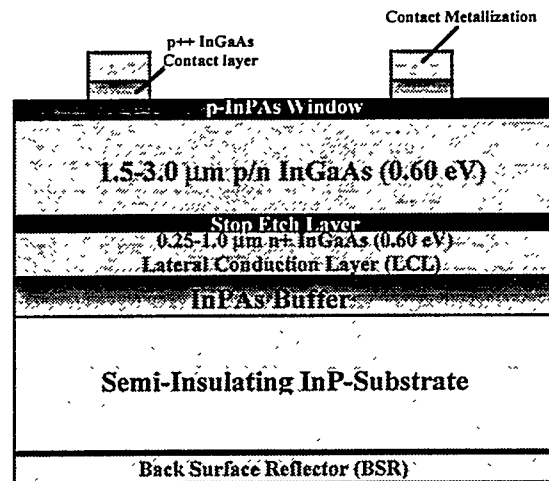 Contact Metallization
p++ InGaAs
Contact layer
p-InPAs Window
1.5-3.0 µm p/n InGaAs (0.60 eV)
Stop Etch Layer
0.25-1.0 µm n+ InGaAs (0.60 eV)
Lateral Conduction Layer (LCL)
InPAs Buffer
Semi-Insulating InP-Substrate
Back Surface Reflector (BSR)